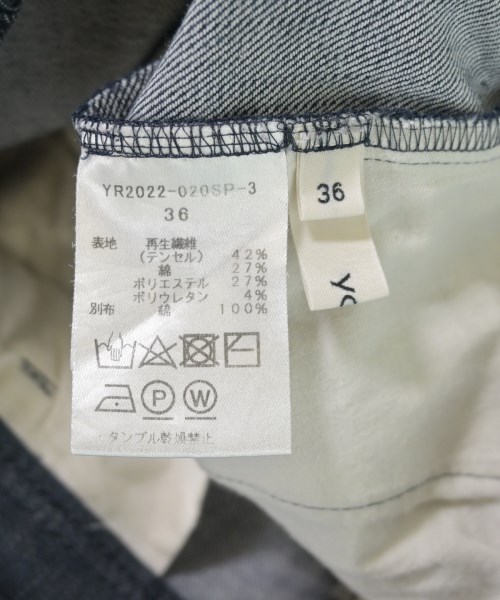 YR2022-020SP-3
36
表地 再生繊維
(テンセル) 42%
綿 27%
ポリエステル 27%
ポリウレタン 4%
別布 綿 100%
P W
・タンブル乾燥禁止
36